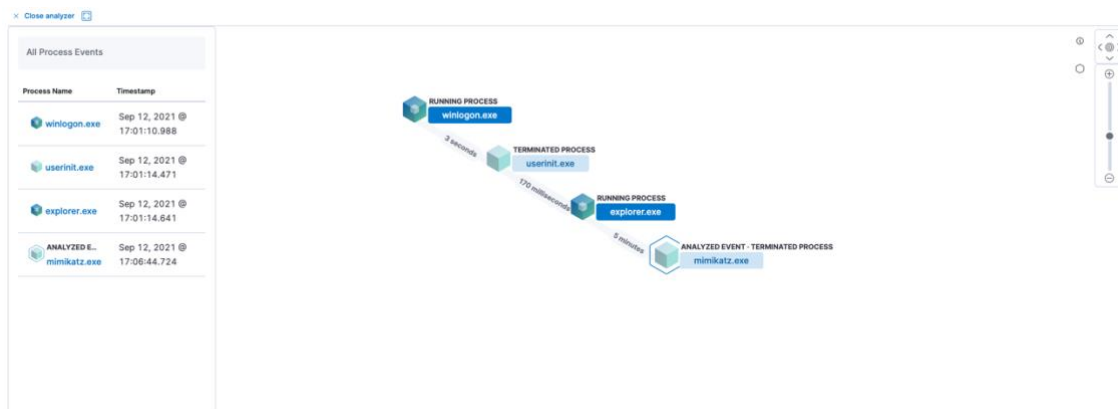 × Close analyzer
All Process Events
Process Name Timestamp
winlogon.exe Sep 12, 2021 @
17:01:10.988
userinit.exe Sep 12, 2021 @
17:01:14.471
explorer.exe Sep 12, 2021 @
17:01:14.641
ANALYZED E...
mimikatz.exe Sep 12, 2021 @
17:06:44.724
RUNNING PROCESS
winlogon.exe
3 seconds
TERMINATED PROCESS
userinit.exe
170 milliseconds
RUNNING PROCESS
explorer.exe
5 minutes
ANALYZED EVENT · TERMINATED PROCESS
mimikatz.exe